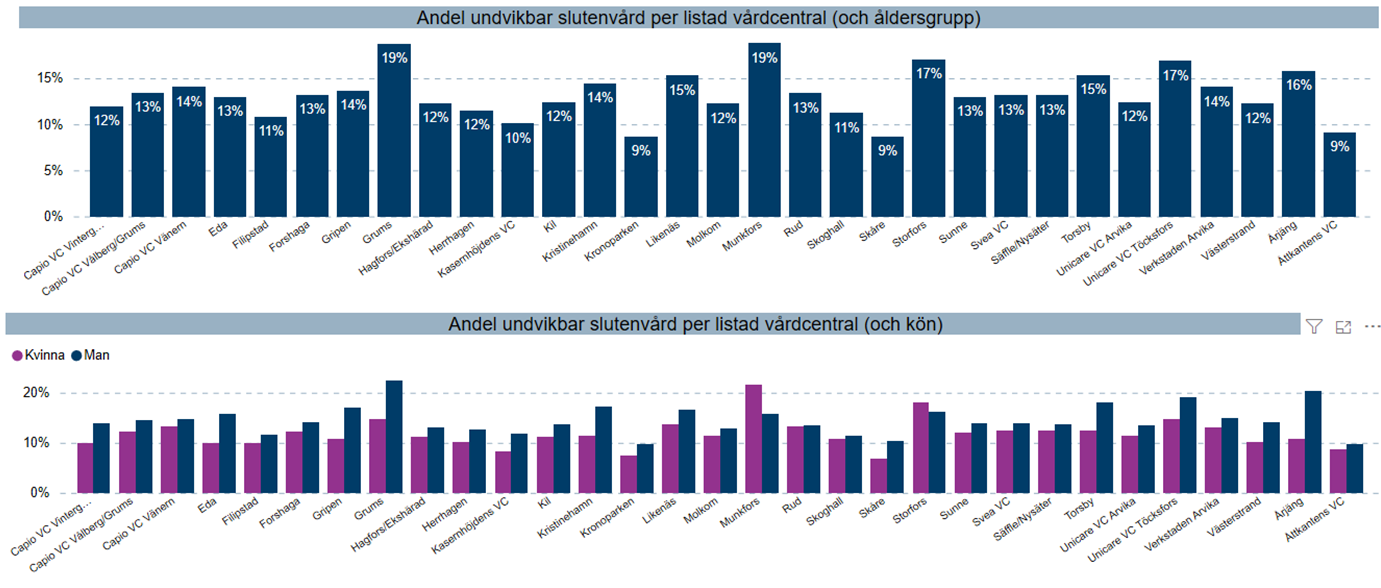 Andel undvikbar slutenvård per listad vårdcentral (och åldersgrupp)
15%
10%
5%
0%
12%
13%
14%
13%
11%
13%
14%
19%
12%
12%
10%
12%
14%
9%
15%
12%
19%
13%
11%
9%
17%
13%
13%
13%
15%
12%
17%
14%
12%
16%
9%
Capio VC Vinterg…
Capio VC Vålberg/Grums
Capio VC Vänern
Eda
Filipstad
Forshaga
Gripen
Grums
Hagfors/Ekshärad
Herrhagen
Kasernhöjdens VC
Kil
Kristinehamn
Kronoparken
Likenäs
Molkom
Munkfors
Rud
Skoghall
Skåre
Storfors
Sunne
Svea VC
Säffle/Nysäter
Torsby
Unicare VC Arvika
Unicare VC Töcksfors
Verkstaden Arvika
Västerstrand
Årjäng
Attkantens VC
Andel undvikbar slutenvård per listad vårdcentral (och kön)
Kvinna Man
20%
10%
0%
Capio VC Vinterg…
Capio VC Vålberg/Grums
Capio VC Vänern
Eda
Filipstad
Forshaga
Gripen
Grums
Hagfors/Ekshärad
Herrhagen
Kasernhöjdens VC
Kil
Kristinehamn
Kronoparken
Likenäs
Molkom
Munkfors
Rud
Skoghall
Skåre
Storfors
Sunne
Svea VC
Säffle/Nysäter
Torsby
Unicare VC Arvika
Unicare VC Töcksfors
Verkstaden Arvika
Västerstrand
Årjäng
Attkantens VC